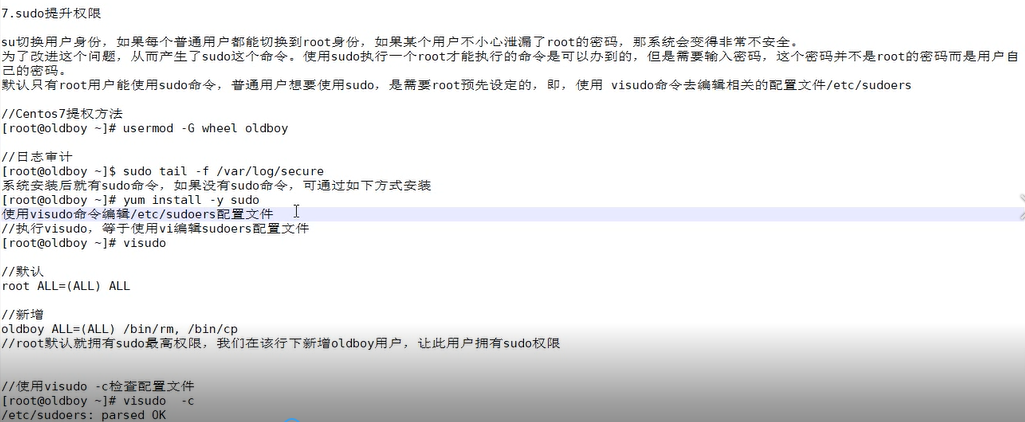 7.sudo提升权限
su切换用户身份，如果每个普通用户都能切换到root身份，如果某个用户不小心泄漏了root的密码，那系统会变得非常不安全。
为了改进这个问题，从而产生了sudo这个命令。使用sudo执行一个root才能执行的命令是可以办到的，但是需要输入密码，这个密码并不是root的密码而是用户自
己的密码。
默认只有root用户能使用sudo命令，普通用户想要使用sudo，是需要root预先设定的，即，使用 visudo命令去编辑相关的配置文件/etc/sudoers
//Centos7提权方法
[root@oldboy ~]# usermod -G wheel oldboy
//日志审计
[root@oldboy ~]$ sudo tail -f /var/log/secure
系统安装后就有sudo命令，如果没有sudo命令，可通过如下方式安装
[root@oldboy ~]# yum install -y sudo
使用visudo命令编辑/etc/sudoers配置文件
//执行visudo，等于使用vi编辑sudoers配置文件
[root@oldboy ~]# visudo
//默认
root ALL=(ALL) ALL
//新增
oldboy ALL=(ALL) /bin/rm, /bin/cp
//root默认就拥有sudo最高权限，我们在该行下新增oldboy用户，让此用户拥有sudo权限
//使用visudo -c检查配置文件
[root@oldboy ~]# visudo  -c
/etc/sudoers: parsed OK